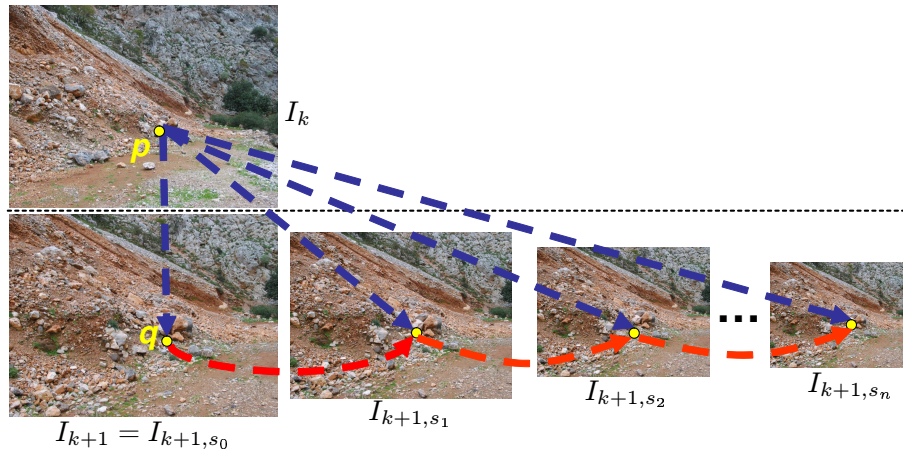 I_k
p
q
...
I_{k+1,s_1}
I_{k+1,s_2}
I_{k+1,s_n}
I_{k+1} = I_{k+1,s_0}